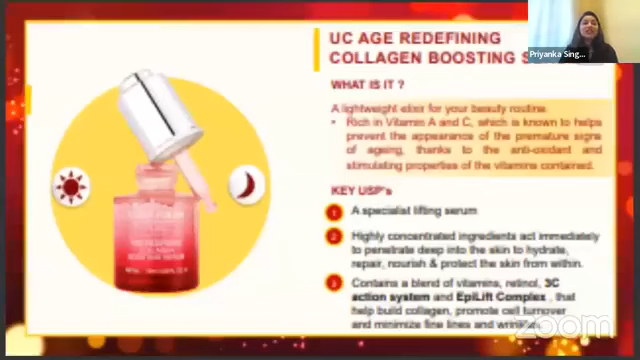 UC AGE REDEFINING
COLLAGEN BOOSTING S
Priyanka Sing...
WHAT IS IT ?
A lightweight elixir for your beauty routine.
• Rich in Vitamin A and C, which is known to helps
prevent the appearance of the premature signs
of ageing, thanks to the anti-oxidant and
stimulating properties of the vitamins contained.
KEY USP's
1 A specialist lifting serum
2 Highly concentrated ingredients act immediately
to penetrate deep into the skin to hydrate,
repair, nourish & protect the skin from within.
3 Contains a blend of vitamins, retinol, 3C
action system and EpiLift Complex , that
help build collagen, promote cell turnover
and minimize fine lines and wrinkles
zoom